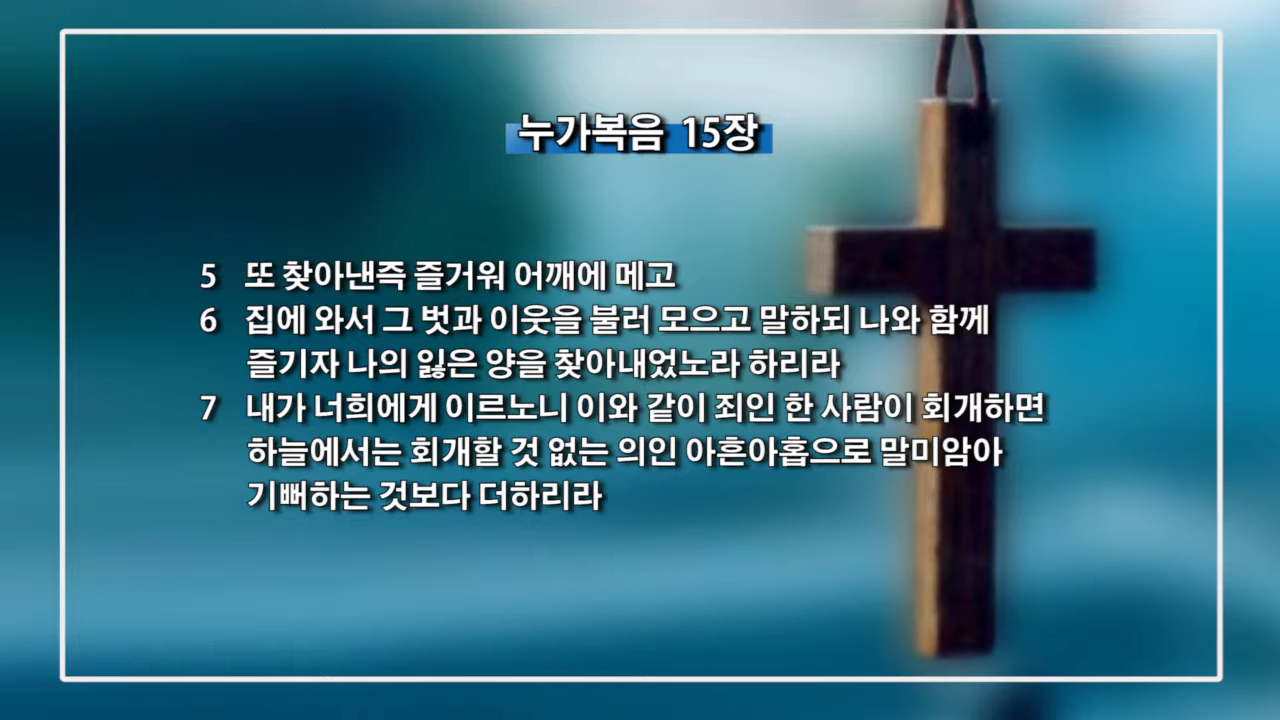 누가복음 15장
5 또 찾아낸즉 즐거워 어깨에 메고
6 집에 와서 그 벗과 이웃을 불러 모으고 말하되 나와 함께
즐기자 나의 잃은 양을 찾아내었노라 하리라
7 내가 너희에게 이르노니 이와 같이 죄인 한 사람이 회개하면
하늘에서는 회개할 것 없는 의인 아흔아홉으로 말미암아
기뻐하는 것보다 더하리라